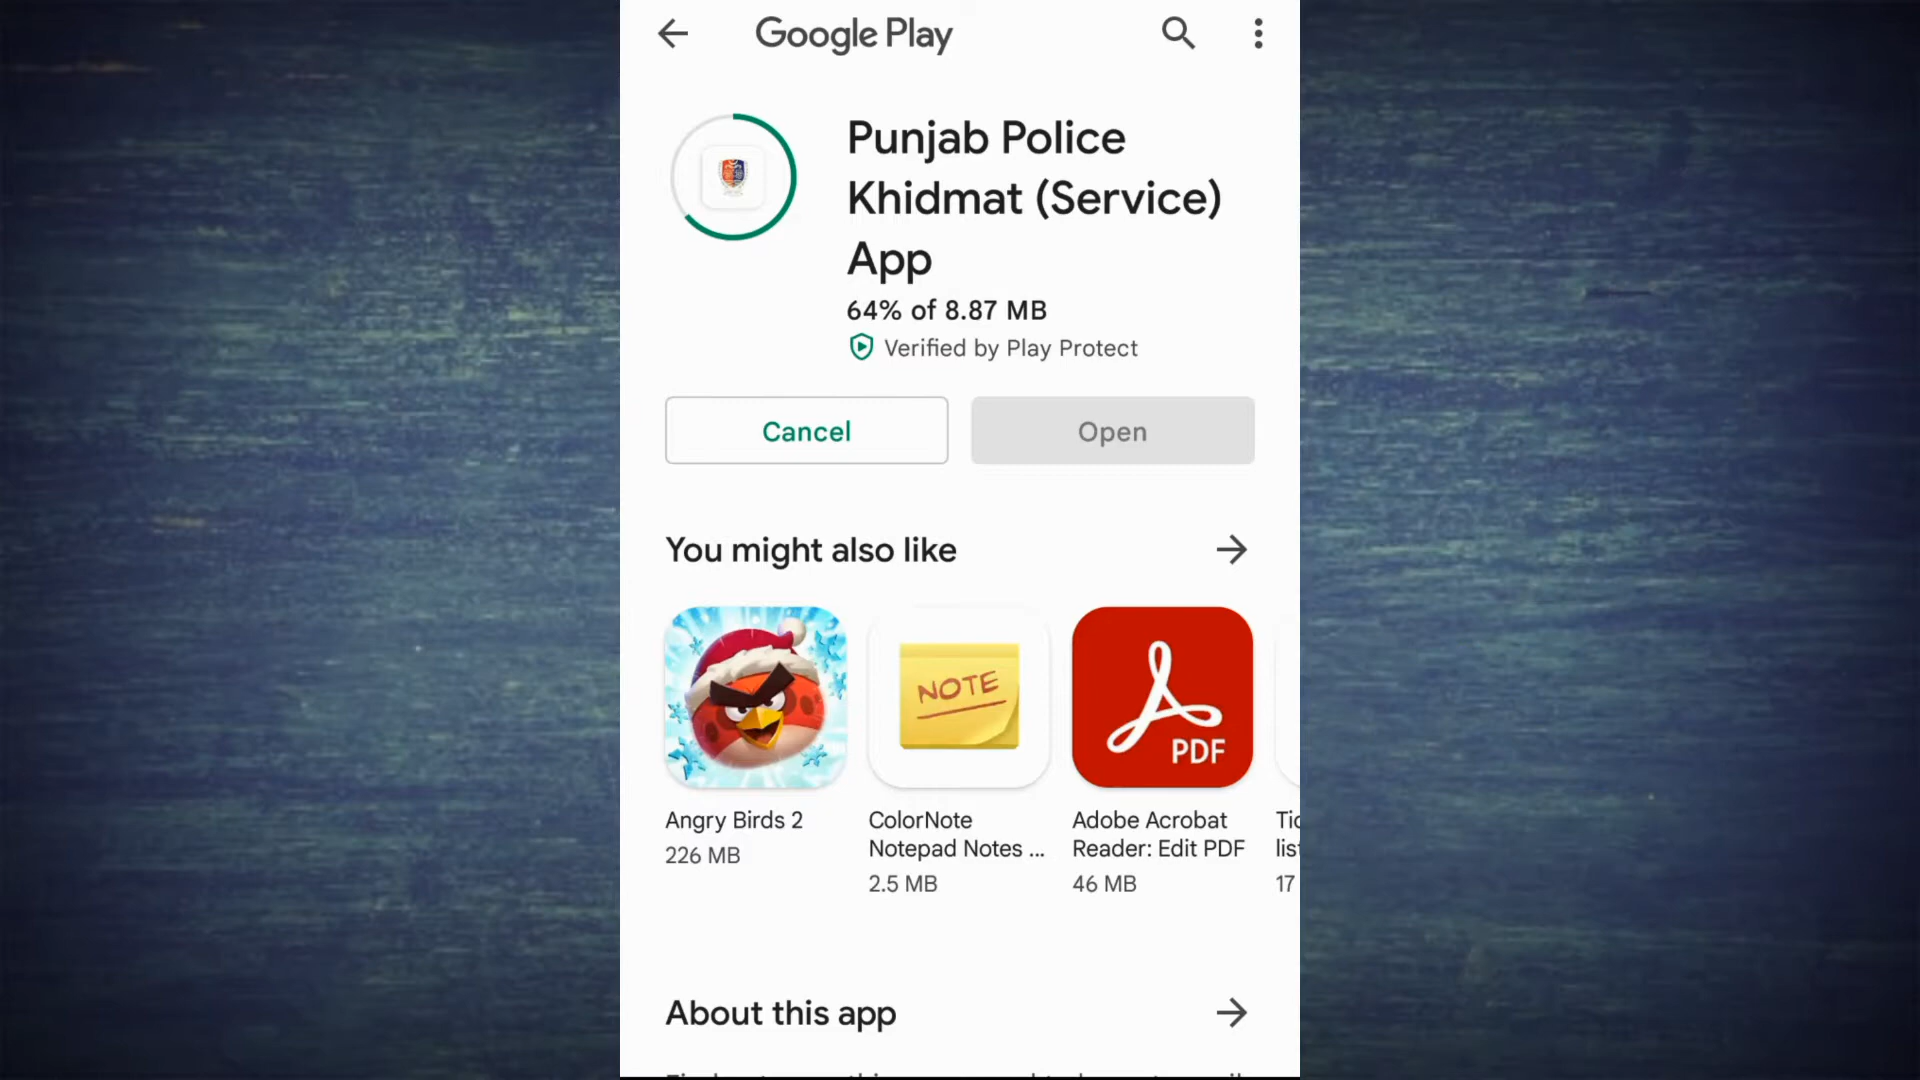 Google Play
Punjab Police
Khidmat (Service)
App
64% of 8.87 MB
Verified by Play Protect
Cancel
Open
You might also like
NOTE
PDF
Angry Birds 2
226 MB
ColorNote
Notepad Notes ...
2.5 MB
Adobe Acrobat
Reader: Edit PDF
46 MB
17
About this app